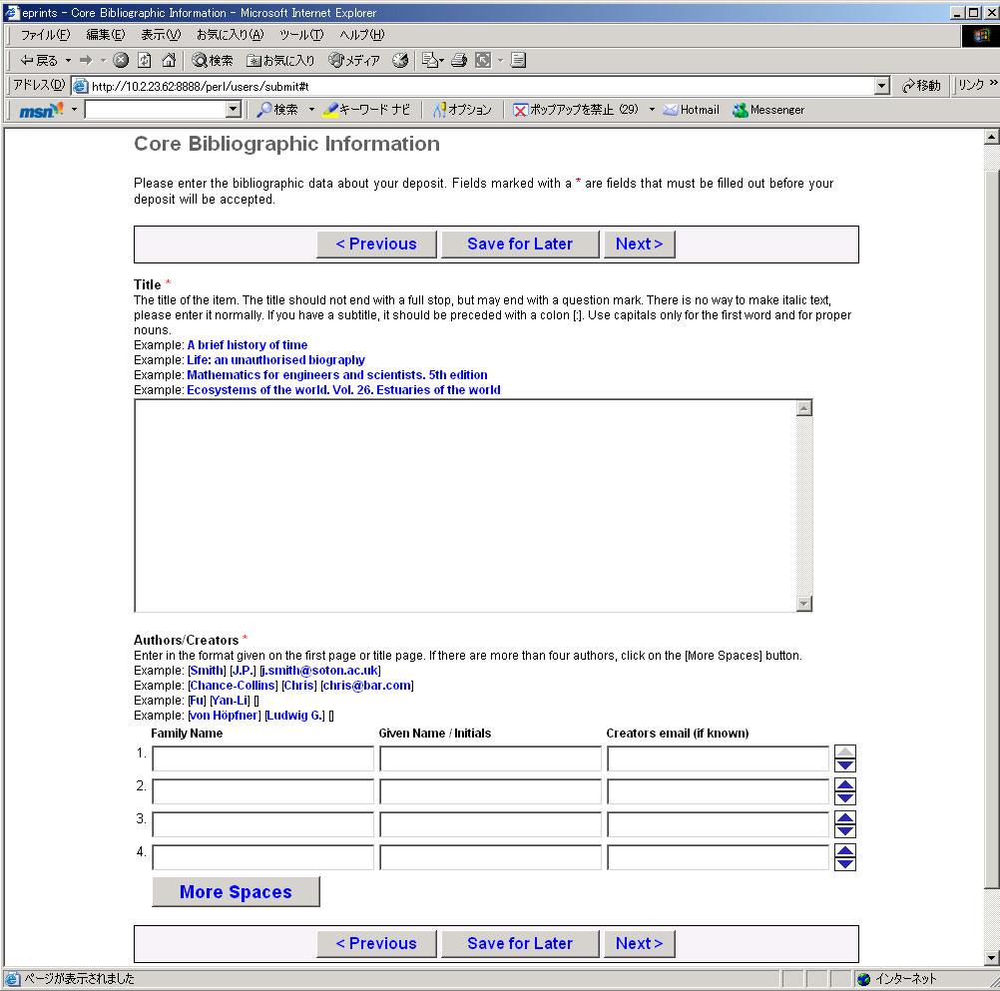 eprints - Core Bibliographic Information - Microsoft Internet Explorer
ファイル(F) 編集(E) 表示(V) お気に入り(A) ツール(T) ヘルプ(H)
戻る 検索 お気に入り メディア
アドレス(D) http://10.2.23.62:8888/perl/users/submit#t 移動 リンク »
msn 検索 キーワード ナビ オプション ポップアップを禁止 (29) Hotmail Messenger
Core Bibliographic Information
Please enter the bibliographic data about your deposit. Fields marked with a * are fields that must be filled out before your
deposit will be accepted.
< Previous Save for Later Next >
Title *
The title of the item. The title should not end with a full stop, but may end with a question mark. There is no way to make italic text,
please enter it normally. If you have a subtitle, it should be preceded with a colon [:]. Use capitals only for the first word and for proper
nouns.
Example: A brief history of time
Example: Life: an unauthorised biography
Example: Mathematics for engineers and scientists. 5th edition
Example: Ecosystems of the world. Vol. 26. Estuaries of the world
Authors/Creators *
Enter in the format given on the first page or title page. If there are more than four authors, click on the [More Spaces] button.
Example: [Smith] [J.P.] [j.smith@soton.ac.uk]
Example: [Chance-Collins] [Chris] [chris@bar.com]
Example: [Fu] [Yan-Li] []
Example: [von Höpfner] [Ludwig G.] []
Family Name Given Name / Initials Creators email (if known)
1.
2.
3.
4.
More Spaces
< Previous Save for Later Next >
ページが表示されました インターネット